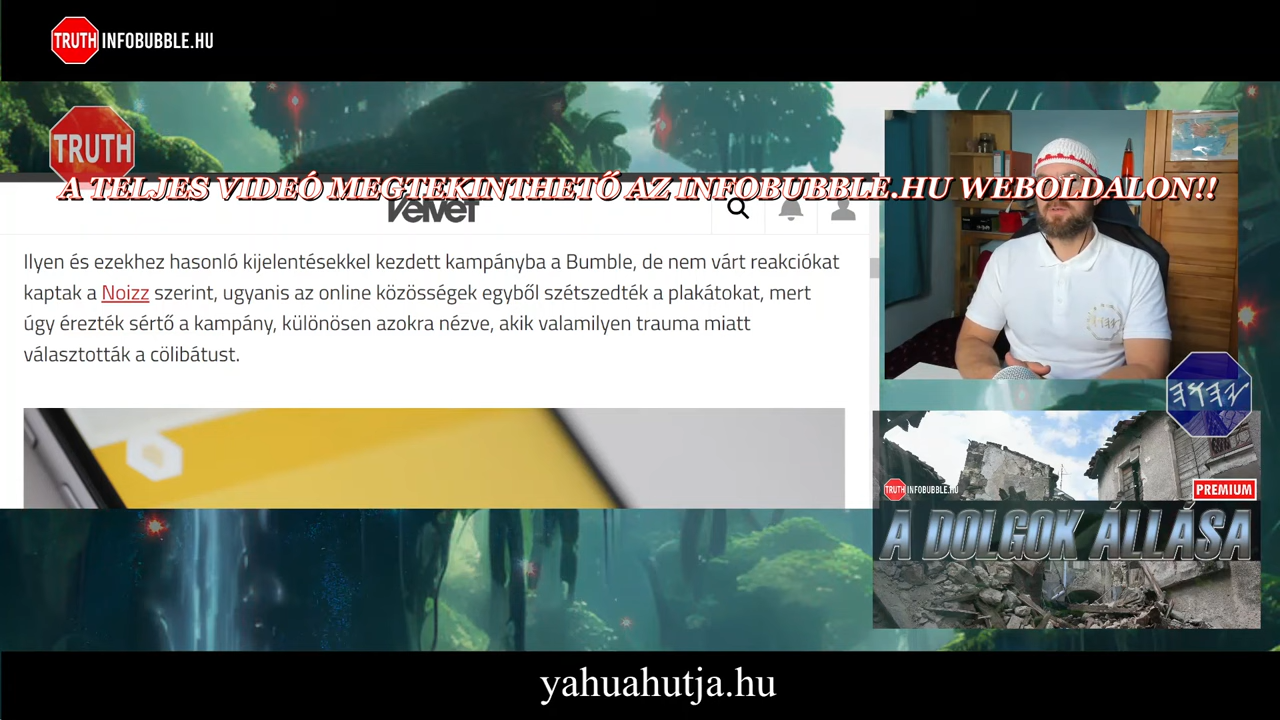 TRUTH INFOBUBBLE.HU
TRUTH
A TELJES VIDEÓ MEGTEKINTHETŐ AZ INFOBUBBLE.HU WEBOLDALON!!
Velvet
Ilyen és ezekhez hasonló kijelentésekkel kezdett kampányba a Bumble, de nem várt reakciókat
kaptak a Noizz szerint, ugyanis az online közösségek egyből szétszedték a plakátokat, mert
úgy érezték sértő a kampány, különösen azokra nézve, akik valamilyen trauma miatt
választották a cölibátust.
TRUTH INFOBUBBLE.HU
PREMIUM
A DOLGOK ÁLLÁSA
yahuahutja.hu